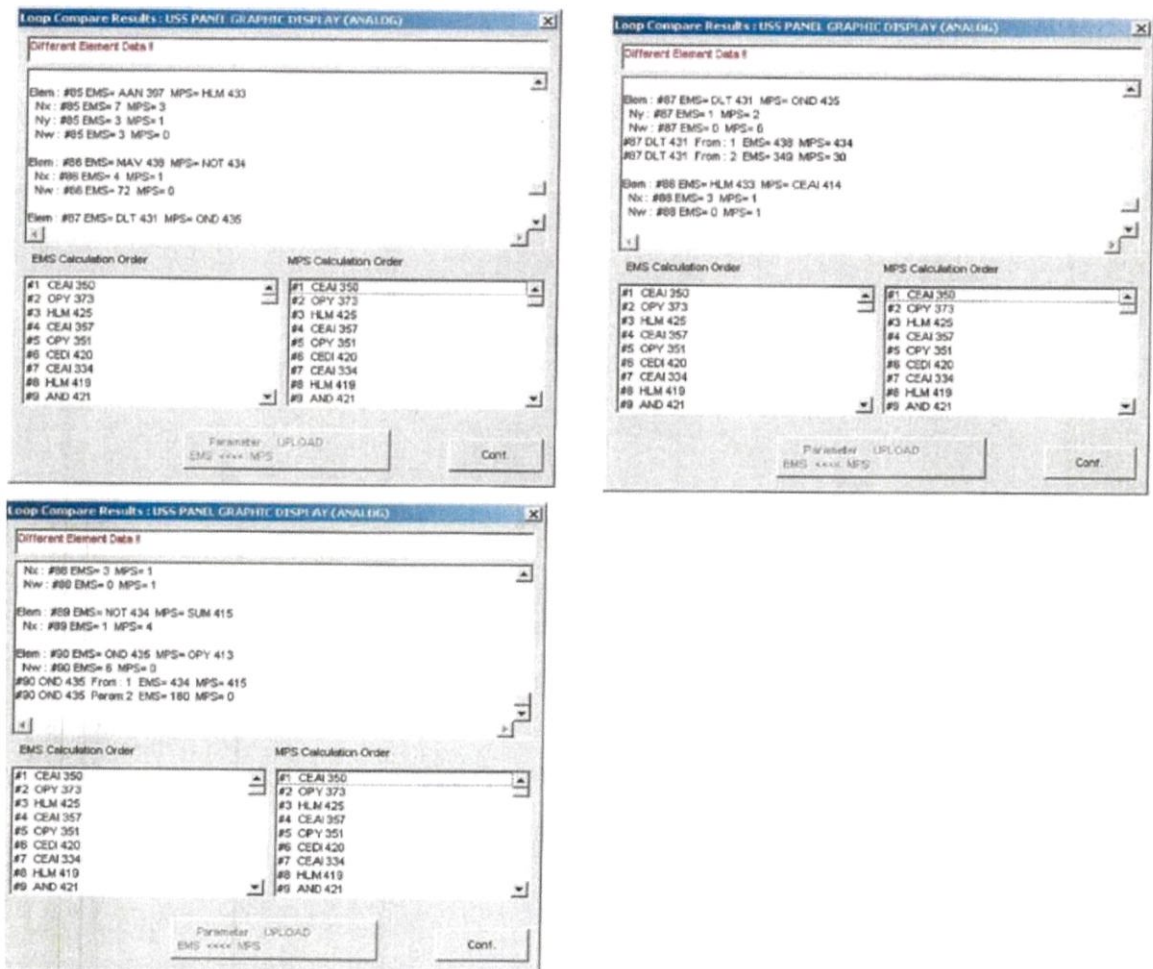 Loop Compare Results : USS PANEL GRAPHIC DISPLAY (ANALOG)
Different Element Data !!
Elem : #85 EMS= AAN 397 MPS= HLM 433
Nx : #85 EMS= 7 MPS= 3
Ny : #85 EMS= 3 MPS= 1
Nw : #85 EMS= 3 MPS= 0
Elem : #86 EMS= MAV 438 MPS= NOT 434
Nx : #86 EMS= 4 MPS= 1
Nw : #86 EMS= 72 MPS= 0
Elem : #87 EMS= DLT 431 MPS= OND 435
EMS Calculation Order
MPS Calculation Order
#1 CEAI 350
#2 OPY 373
#3 HLM 425
#4 CEAI 357
#5 OPY 351
#6 CEDI 420
#7 CEAI 334
#8 HLM 419
#9 AND 421
#1 CEAI 350
#2 OPY 373
#3 HLM 425
#4 CEAI 357
#5 OPY 351
#6 CEDI 420
#7 CEAI 334
#8 HLM 419
#9 AND 421
Parameter UPLOAD
EMS <<<< MPS
Conf.
Loop Compare Results : USS PANEL GRAPHIC DISPLAY (ANALOG)
Different Element Data !!
Elem : #87 EMS= DLT 431 MPS= OND 435
Ny : #87 EMS= 1 MPS= 2
Nw : #87 EMS= 0 MPS= 6
#87 DLT 431 From : 1 EMS= 438 MPS= 434
#87 DLT 431 From : 2 EMS= 349 MPS= 30
Elem : #88 EMS= HLM 433 MPS= CEAI 414
Nx : #88 EMS= 3 MPS= 1
Nw : #88 EMS= 0 MPS= 1
EMS Calculation Order
MPS Calculation Order
#1 CEAI 350
#2 OPY 373
#3 HLM 425
#4 CEAI 357
#5 OPY 351
#6 CEDI 420
#7 CEAI 334
#8 HLM 419
#9 AND 421
#1 CEAI 350
#2 OPY 373
#3 HLM 425
#4 CEAI 357
#5 OPY 351
#6 CEDI 420
#7 CEAI 334
#8 HLM 419
#9 AND 421
Parameter UPLOAD
EMS <<<< MPS
Conf.
Loop Compare Results : USS PANEL GRAPHIC DISPLAY (ANALOG)
Different Element Data !!
Nx : #88 EMS= 3 MPS= 1
Nw : #88 EMS= 0 MPS= 1
Elem : #89 EMS= NOT 434 MPS= SUM 415
Nx : #89 EMS= 1 MPS= 4
Elem : #90 EMS= OND 435 MPS= OPY 413
Nw : #90 EMS= 6 MPS= 0
#90 OND 435 From : 1 EMS= 434 MPS= 415
#90 OND 435 Param:2 EMS= 180 MPS= 0
EMS Calculation Order
MPS Calculation Order
#1 CEAI 350
#2 OPY 373
#3 HLM 425
#4 CEAI 357
#5 OPY 351
#6 CEDI 420
#7 CEAI 334
#8 HLM 419
#9 AND 421
#1 CEAI 350
#2 OPY 373
#3 HLM 425
#4 CEAI 357
#5 OPY 351
#6 CEDI 420
#7 CEAI 334
#8 HLM 419
#9 AND 421
Parameter UPLOAD
EMS <<<< MPS
Conf.